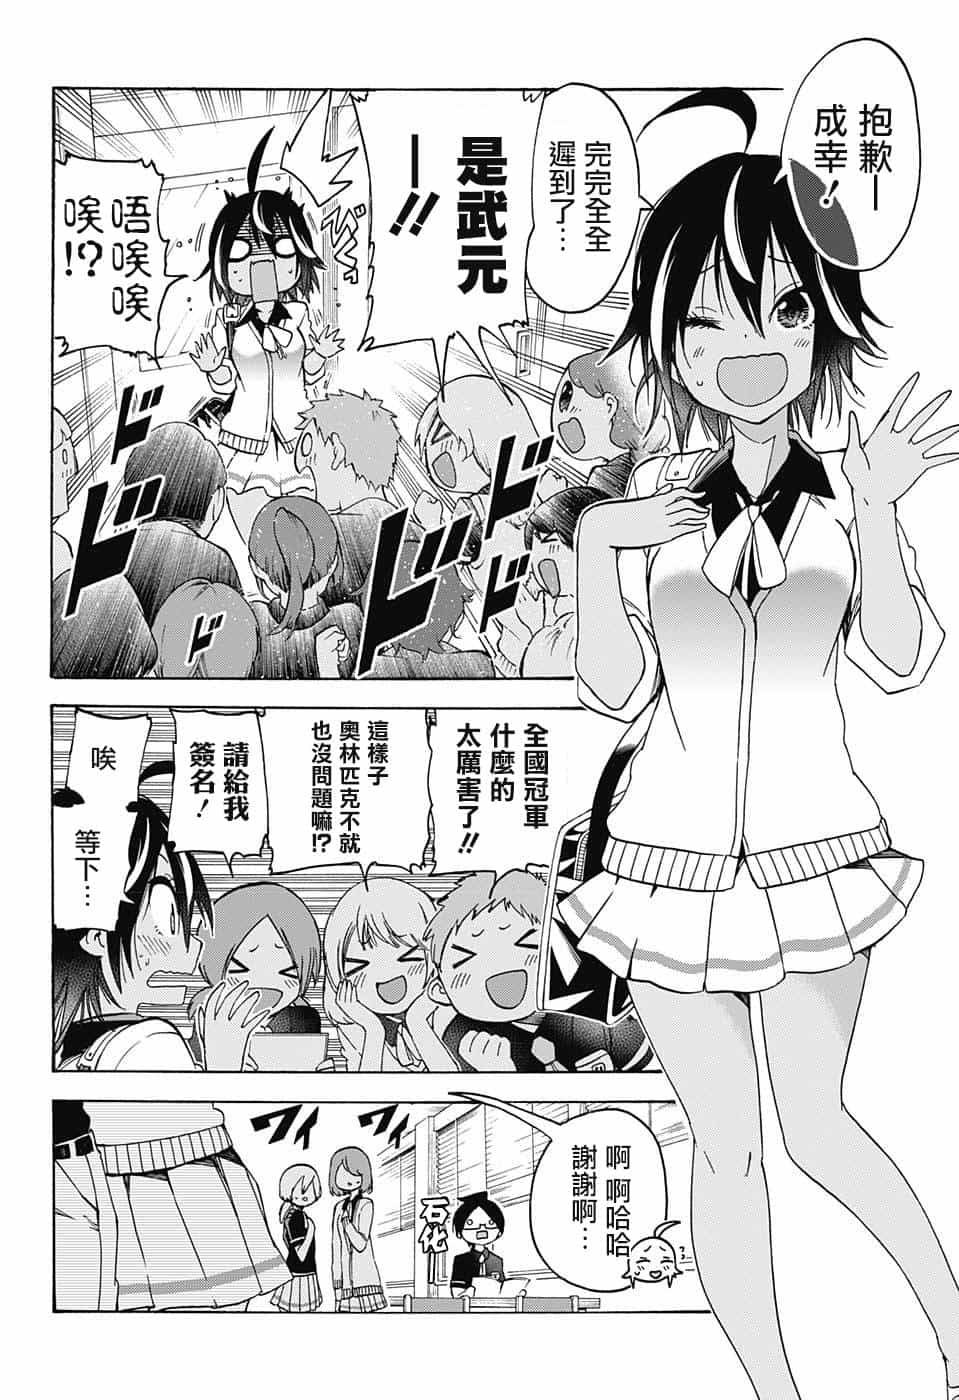 抱歉—
成幸！
完完全全
遲到了…
是武元
—!!
唔唉唉
唉!?
ビくッ
ドドドドド
全國冠軍
什麼的
太厲害了!!
這樣子
奧林匹克不就
也沒問題嘛!?
請給我
簽名！
唉
等下…
ワイ
ワイ
石化
啊 啊哈哈
謝謝啊…